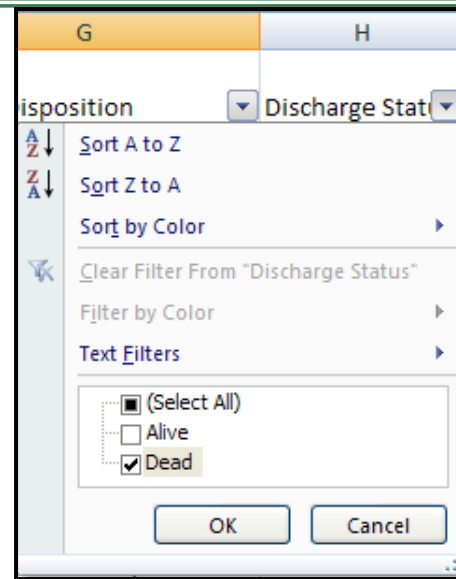 G H
isposition Discharge Stat
Sort A to Z
Sort Z to A
Sort by Color
Clear Filter From "Discharge Status"
Filter by Color
Text Filters
(Select All)
Alive
Dead
OK Cancel